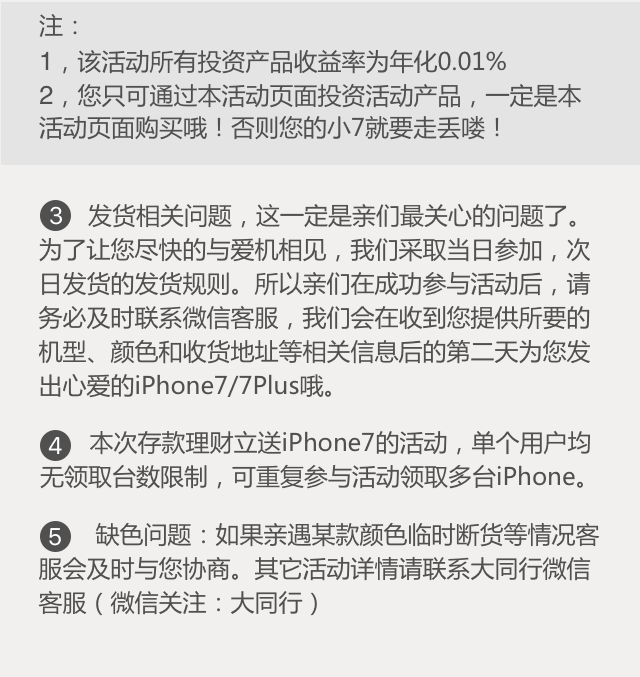 注：
1，该活动所有投资产品收益率为年化0.01%
2，您只可通过本活动页面投资活动产品，一定是本
活动页面购买哦！否则您的小7就要走丢喽！
3 发货相关问题，这一定是亲们最关心的问题了。
为了让您尽快的与爱机相见，我们采取当日参加，次
日发货的发货规则。所以亲们在成功参与活动后，请
务必及时联系微信客服，我们会在收到您提供所要的
机型、颜色和收货地址等相关信息后的第二天为您发
出心爱的iPhone7/7Plus哦。
4 本次存款理财立送iPhone7的活动，单个用户均
无领取台数限制，可重复参与活动领取多台iPhone。
5 缺色问题：如果亲遇某款颜色临时断货等情况客
服会及时与您协商。其它活动详情请联系大同行微信
客服（微信关注：大同行）